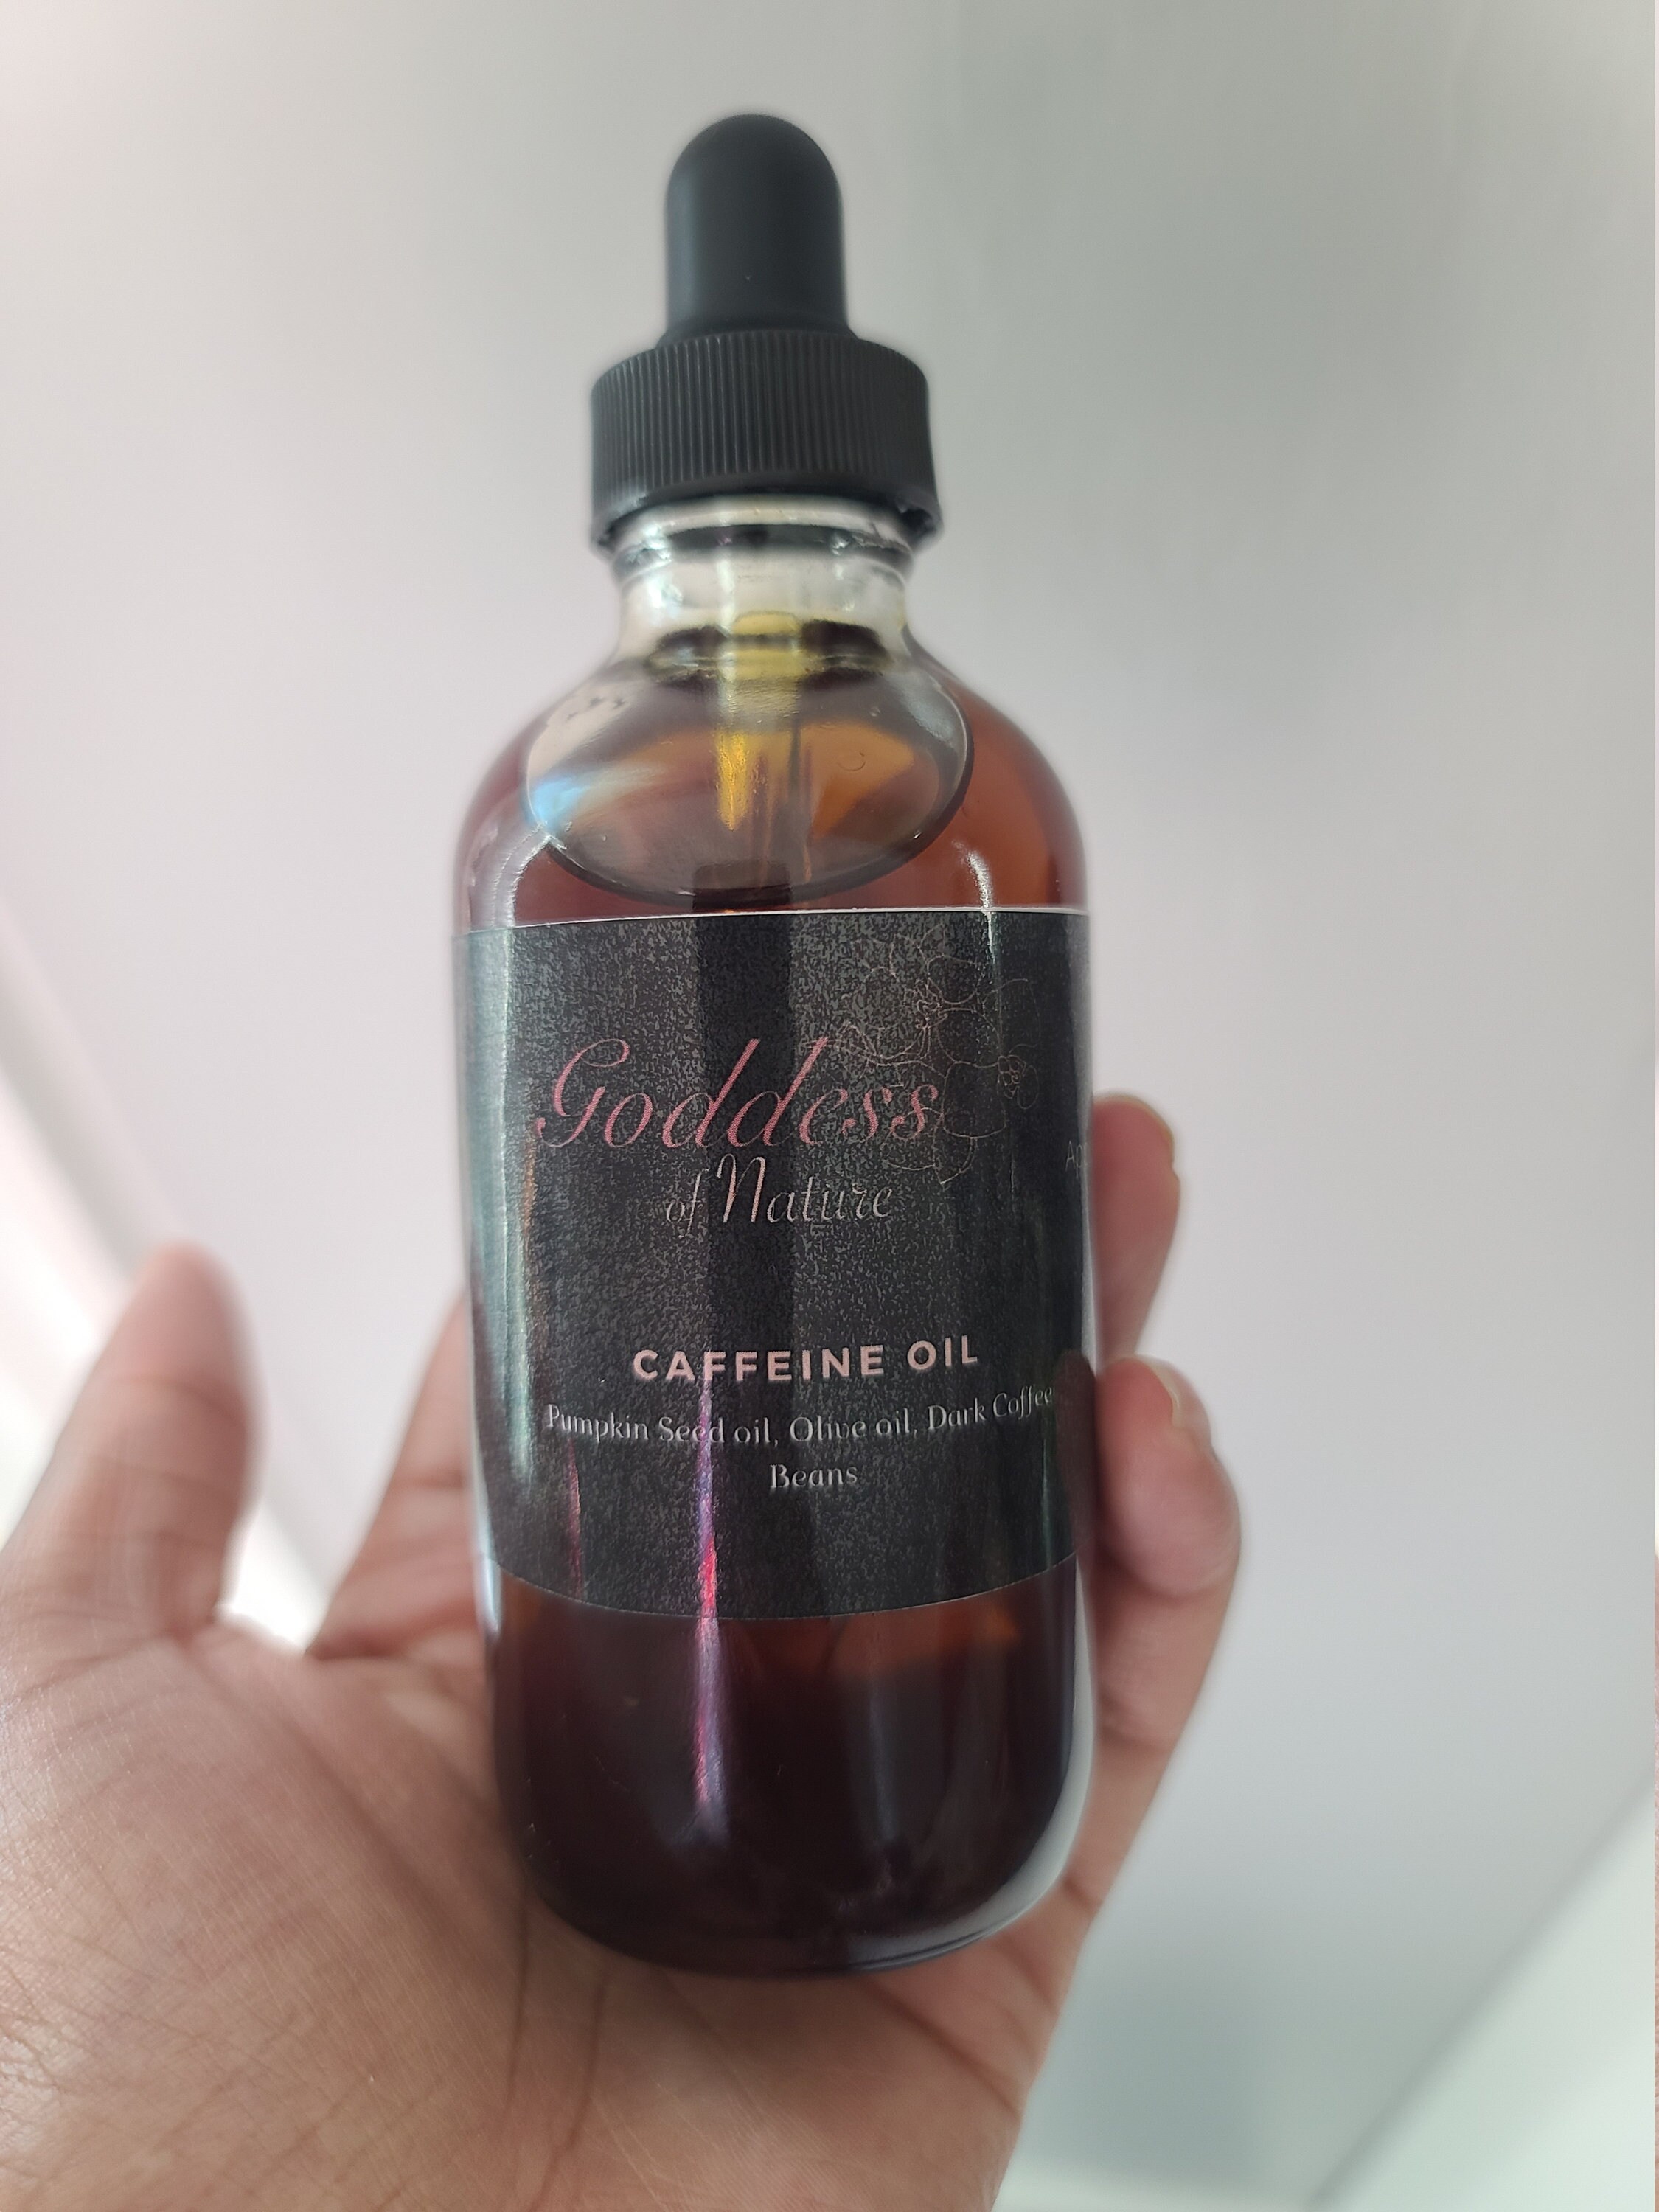 Goddess
of Nature
CAFFEINE OIL
Pumpkin Seed oil, Olive oil, Dark Coffee
Beans